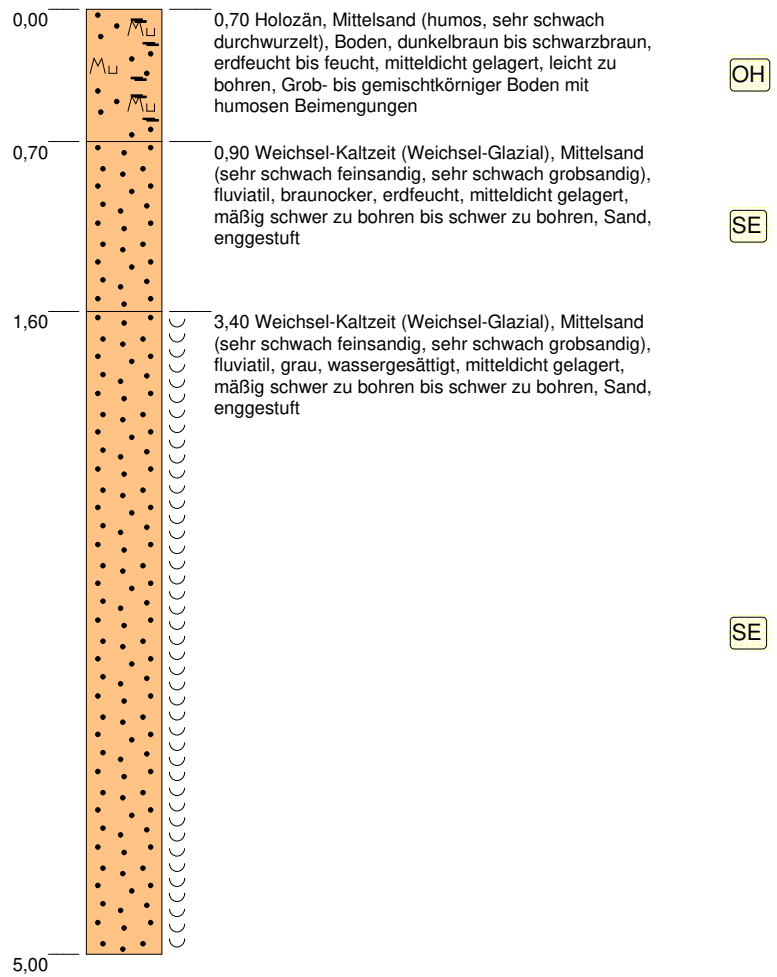 0,00
0,70 Holozän, Mittelsand (humos, sehr schwach
durchwurzelt), Boden, dunkelbraun bis schwarzbraun,
erdfeucht bis feucht, mitteldicht gelagert, leicht zu
bohren, Grob- bis gemischtkörniger Boden mit
humosen Beimengungen
OH
Mu
Mu
Mu
0,70
0,90 Weichsel-Kaltzeit (Weichsel-Glazial), Mittelsand
(sehr schwach feinsandig, sehr schwach grobsandig),
fluviatil, braunocker, erdfeucht, mitteldicht gelagert,
mäßig schwer zu bohren bis schwer zu bohren, Sand,
enggestuft
SE
1,60
3,40 Weichsel-Kaltzeit (Weichsel-Glazial), Mittelsand
(sehr schwach feinsandig, sehr schwach grobsandig),
fluviatil, grau, wassergesättigt, mitteldicht gelagert,
mäßig schwer zu bohren bis schwer zu bohren, Sand,
enggestuft
SE
5,00